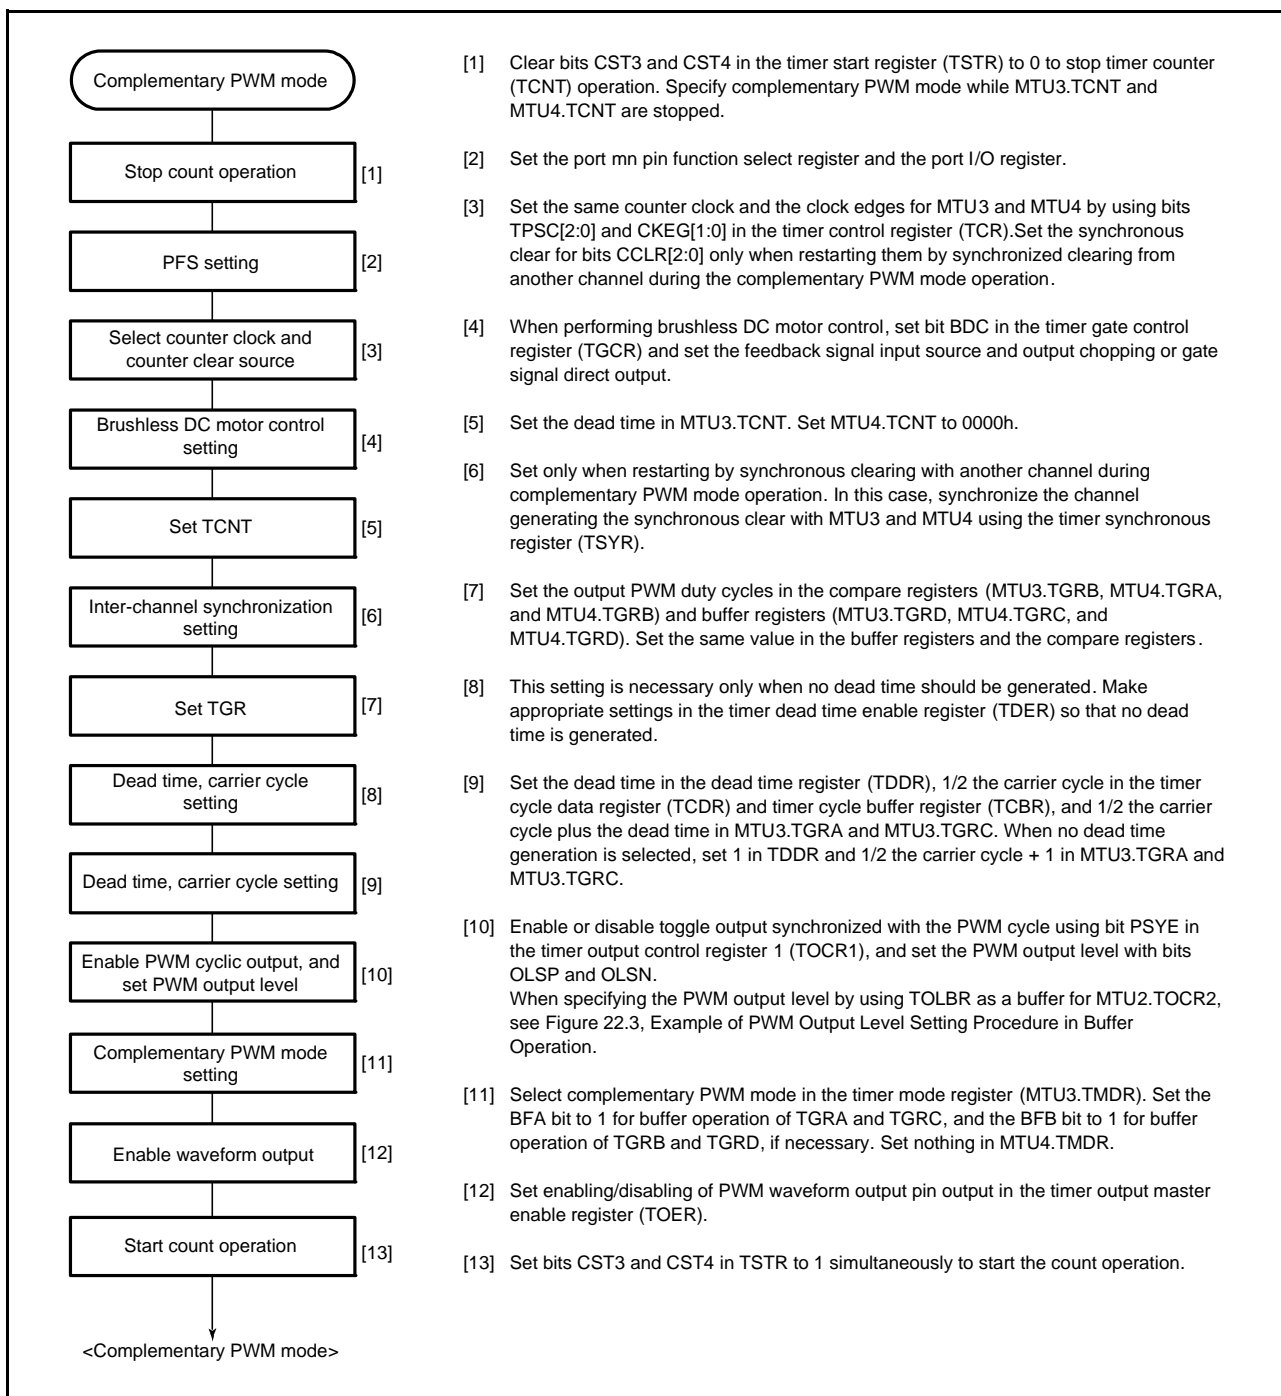 Complementary PWM mode
Stop count operation
[1]
PFS setting
[2]
Select counter clock and
counter clear source
[3]
Brushless DC motor control
setting
[4]
Set TCNT
[5]
Inter-channel synchronization
setting
[6]
Set TGR
[7]
Dead time, carrier cycle
setting
[8]
Dead time, carrier cycle setting
[9]
Enable PWM cyclic output, and
set PWM output level
[10]
Complementary PWM mode
setting
[11]
Enable waveform output
[12]
Start count operation
[13]
<Complementary PWM mode>
[1] Clear bits CST3 and CST4 in the timer start register (TSTR) to 0 to stop timer counter
(TCNT) operation. Specify complementary PWM mode while MTU3.TCNT and
MTU4.TCNT are stopped.
[2] Set the port mn pin function select register and the port I/O register.
[3] Set the same counter clock and the clock edges for MTU3 and MTU4 by using bits
TPSC[2:0] and CKEG[1:0] in the timer control register (TCR).Set the synchronous
clear for bits CCLR[2:0] only when restarting them by synchronized clearing from
another channel during the complementary PWM mode operation.
[4] When performing brushless DC motor control, set bit BDC in the timer gate control
register (TGCR) and set the feedback signal input source and output chopping or gate
signal direct output.
[5] Set the dead time in MTU3.TCNT. Set MTU4.TCNT to 0000h.
[6] Set only when restarting by synchronous clearing with another channel during
complementary PWM mode operation. In this case, synchronize the channel
generating the synchronous clear with MTU3 and MTU4 using the timer synchronous
register (TSYR).
[7] Set the output PWM duty cycles in the compare registers (MTU3.TGRB, MTU4.TGRA,
and MTU4.TGRB) and buffer registers (MTU3.TGRD, MTU4.TGRC, and
MTU4.TGRD). Set the same value in the buffer registers and the compare registers.
[8] This setting is necessary only when no dead time should be generated. Make
appropriate settings in the timer dead time enable register (TDER) so that no dead
time is generated.
[9] Set the dead time in the dead time register (TDDR), 1/2 the carrier cycle in the timer
cycle data register (TCDR) and timer cycle buffer register (TCBR), and 1/2 the carrier
cycle plus the dead time in MTU3.TGRA and MTU3.TGRC. When no dead time
generation is selected, set 1 in TDDR and 1/2 the carrier cycle + 1 in MTU3.TGRA and
MTU3.TGRC.
[10] Enable or disable toggle output synchronized with the PWM cycle using bit PSYE in
the timer output control register 1 (TOCR1), and set the PWM output level with bits
OLSP and OLSN.
When specifying the PWM output level by using TOLBR as a buffer for MTU2.TOCR2,
see Figure 22.3, Example of PWM Output Level Setting Procedure in Buffer
Operation.
[11] Select complementary PWM mode in the timer mode register (MTU3.TMDR). Set the
BFA bit to 1 for buffer operation of TGRA and TGRC, and the BFB bit to 1 for buffer
operation of TGRB and TGRD, if necessary. Set nothing in MTU4.TMDR.
[12] Set enabling/disabling of PWM waveform output pin output in the timer output master
enable register (TOER).
[13] Set bits CST3 and CST4 in TSTR to 1 simultaneously to start the count operation.